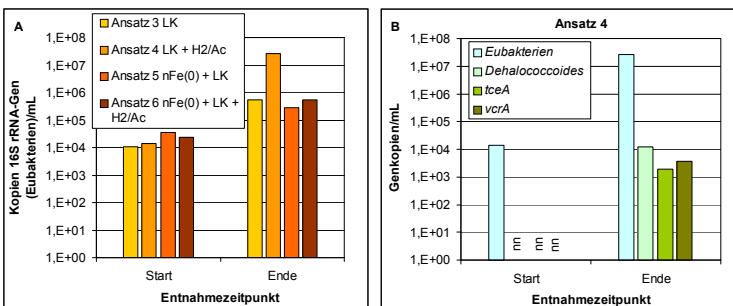 A
Kopien 16S rRNA-Gen
(Eubakterien)/mL
1,E+08
1,E+07
1,E+06
1,E+05
1,E+04
1,E+03
1,E+02
1,E+01
1,E+00
Ansatz 3 LK
Ansatz 4 LK + H2/Ac
Ansatz 5 nFe(0) + LK
Ansatz 6 nFe(0) + LK +
H2/Ac
Start
Ende
Entnahmezeitpunkt
B
Ansatz 4
Genkopien/mL
1,E+08
1,E+07
1,E+06
1,E+05
1,E+04
1,E+03
1,E+02
1,E+01
1,E+00
Eubakterien
Dehalococcoides
tceA
vcrA
nn
nn
nn
Start
Ende
Entnahmezeitpunkt